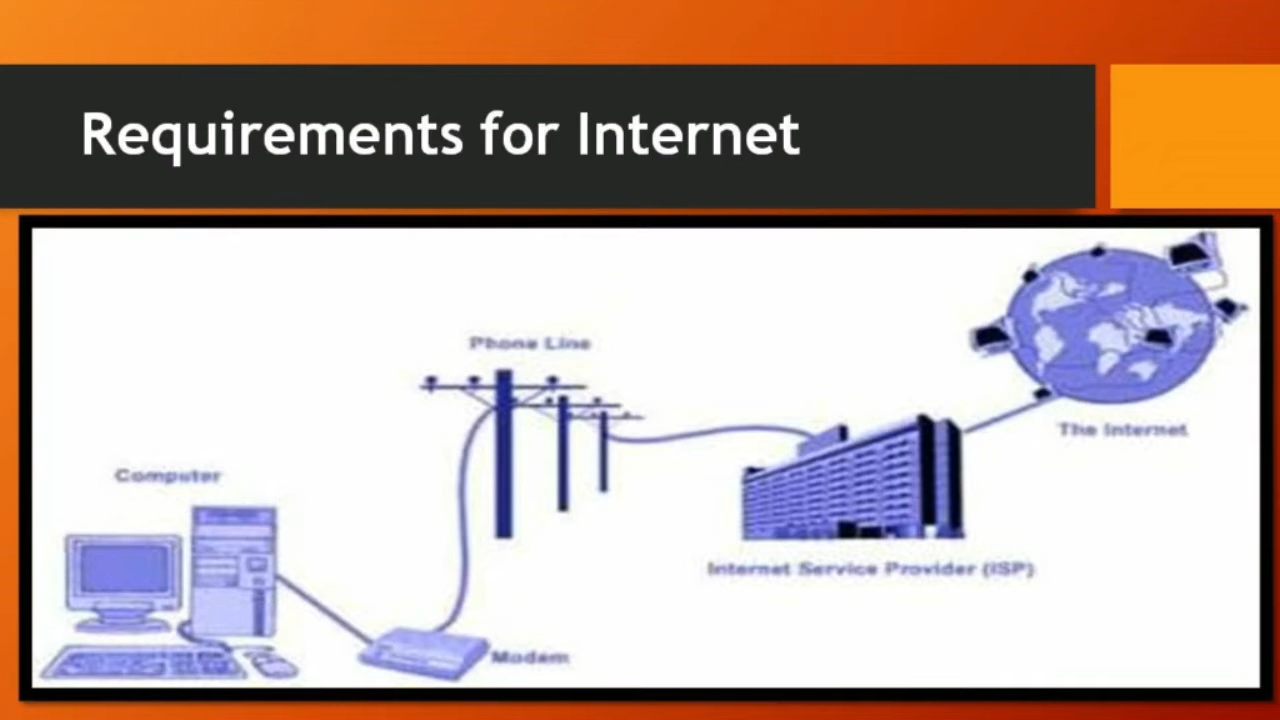 Requirements for Internet
Phone Line
The Internet
Computer
Internet Service Provider (ISP)
Modem